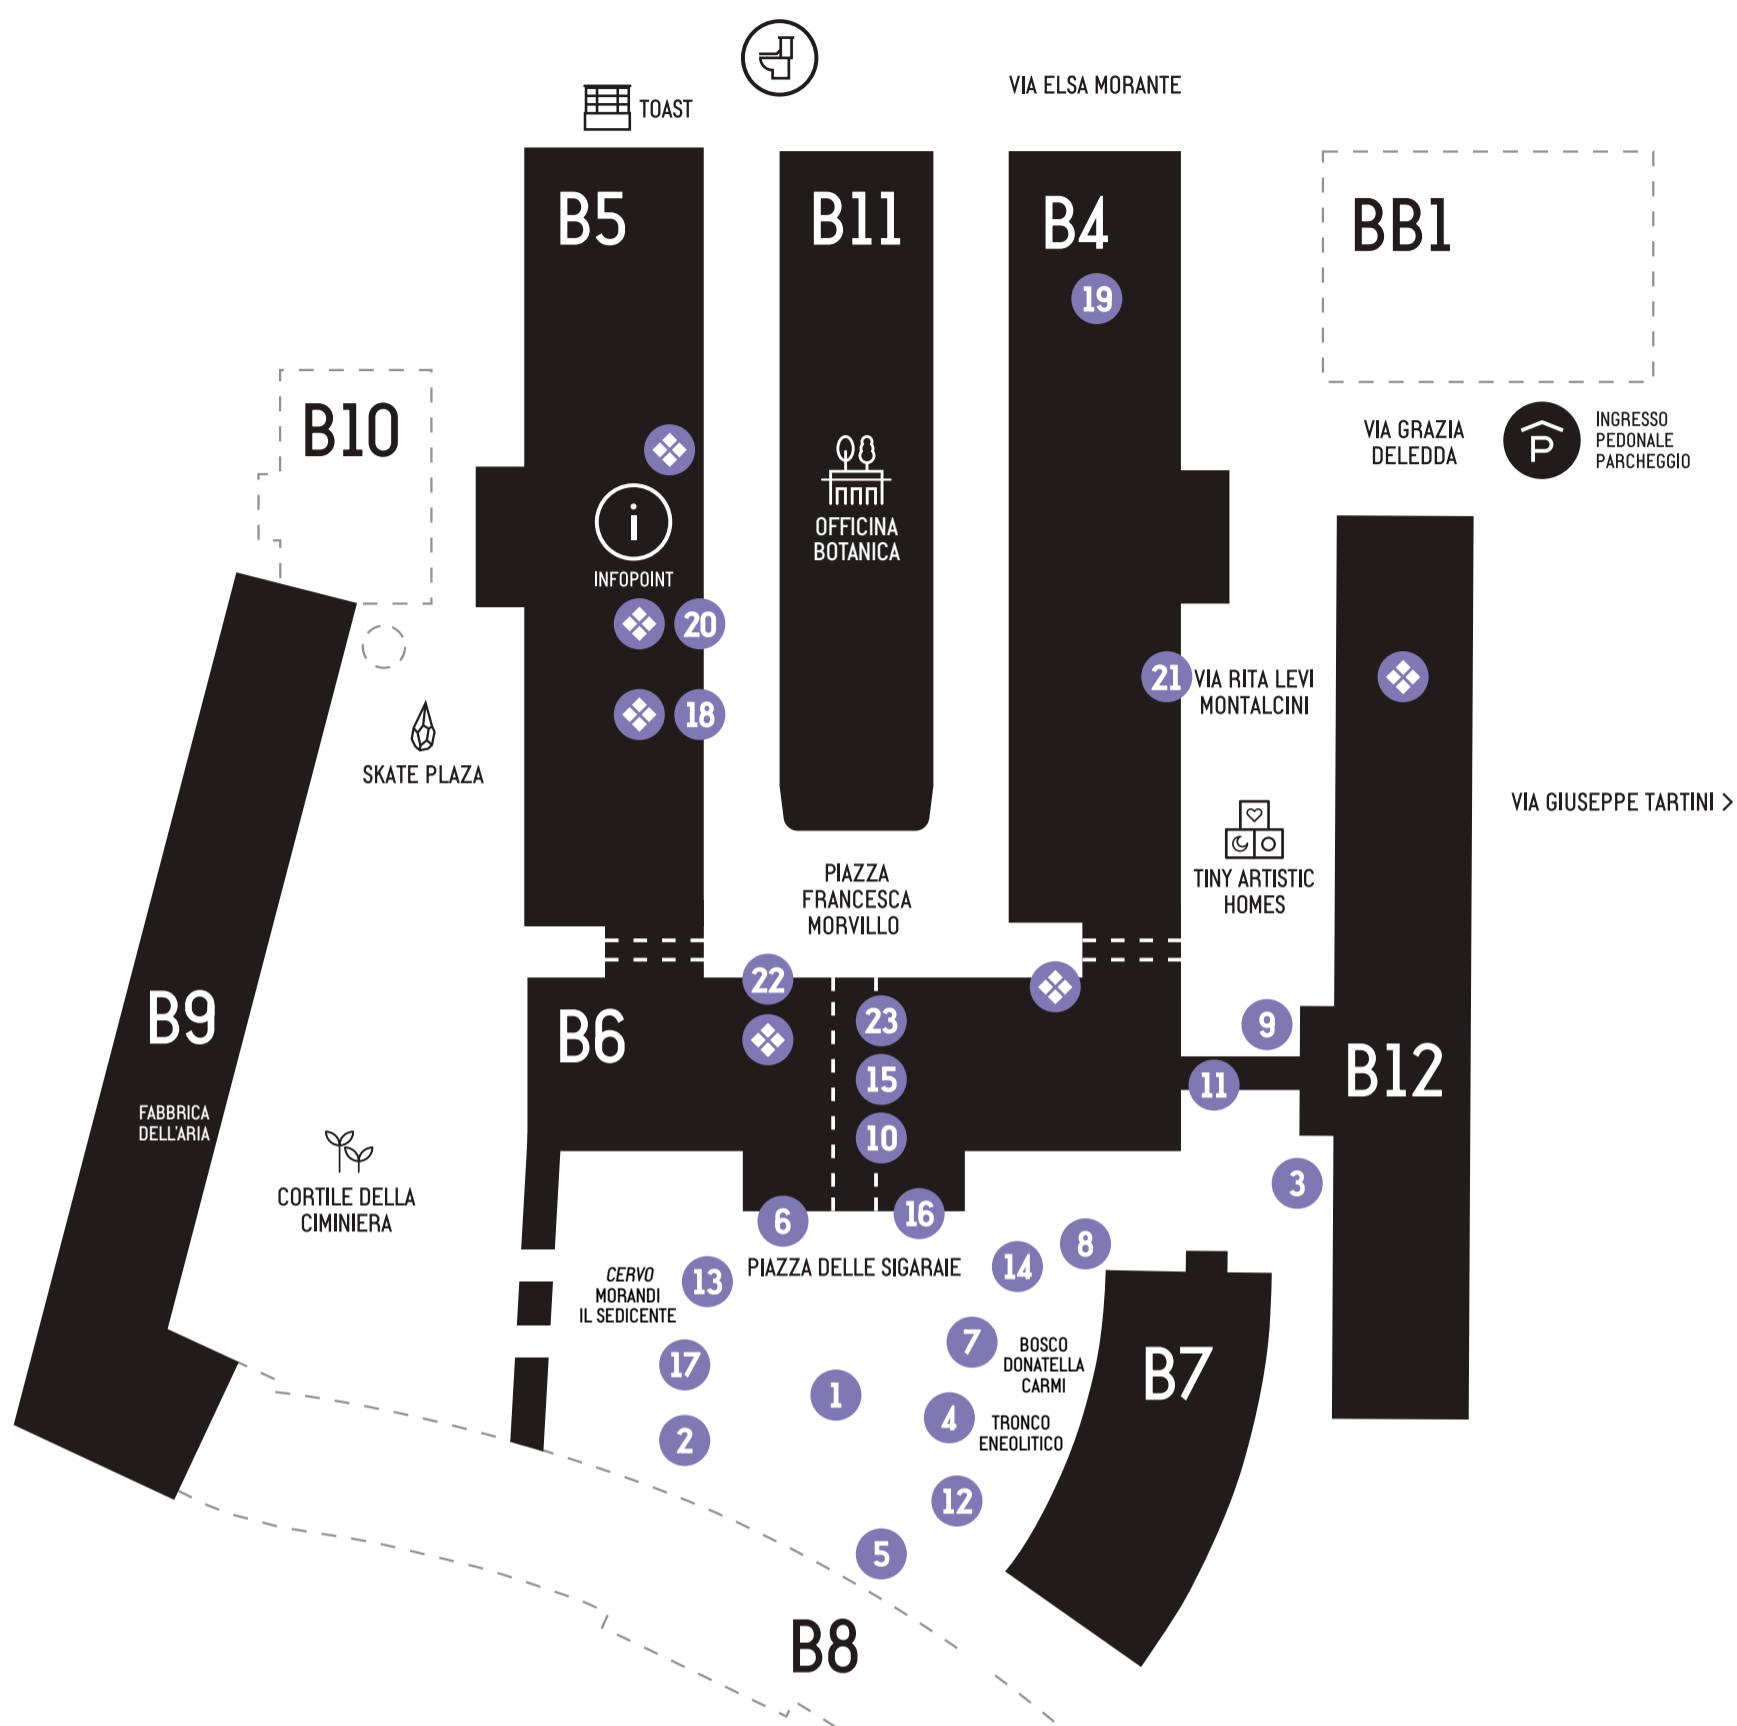 VIA ELSA MORANTE
TOAST
B5
B11
B4
BB1
19
B10
VIA GRAZIA
DELEDDA
P
INGRESSO
PEDONALE
PARCHEGGIO
i
INFOPOINT
OFFICINA
BOTANICA
20
18
21
VIA RITA LEVI
MONTALCINI
SKATE PLAZA
VIA GIUSEPPE TARTINI >
TINY ARTISTIC
HOMES
PIAZZA
FRANCESCA
MORVILLO
22
B9
B6
23
9
15
11
B12
FABBRICA
DELL'ARIA
10
CORTILE DELLA
CIMINIERA
3
6
16
8
PIAZZA DELLE SIGARAIE
14
CERVO
MORANDI
IL SEDICENTE
13
17
7
BOSCO
DONATELLA
CARMI
B7
1
2
4
TRONCO
ENEOLITICO
12
5
B8